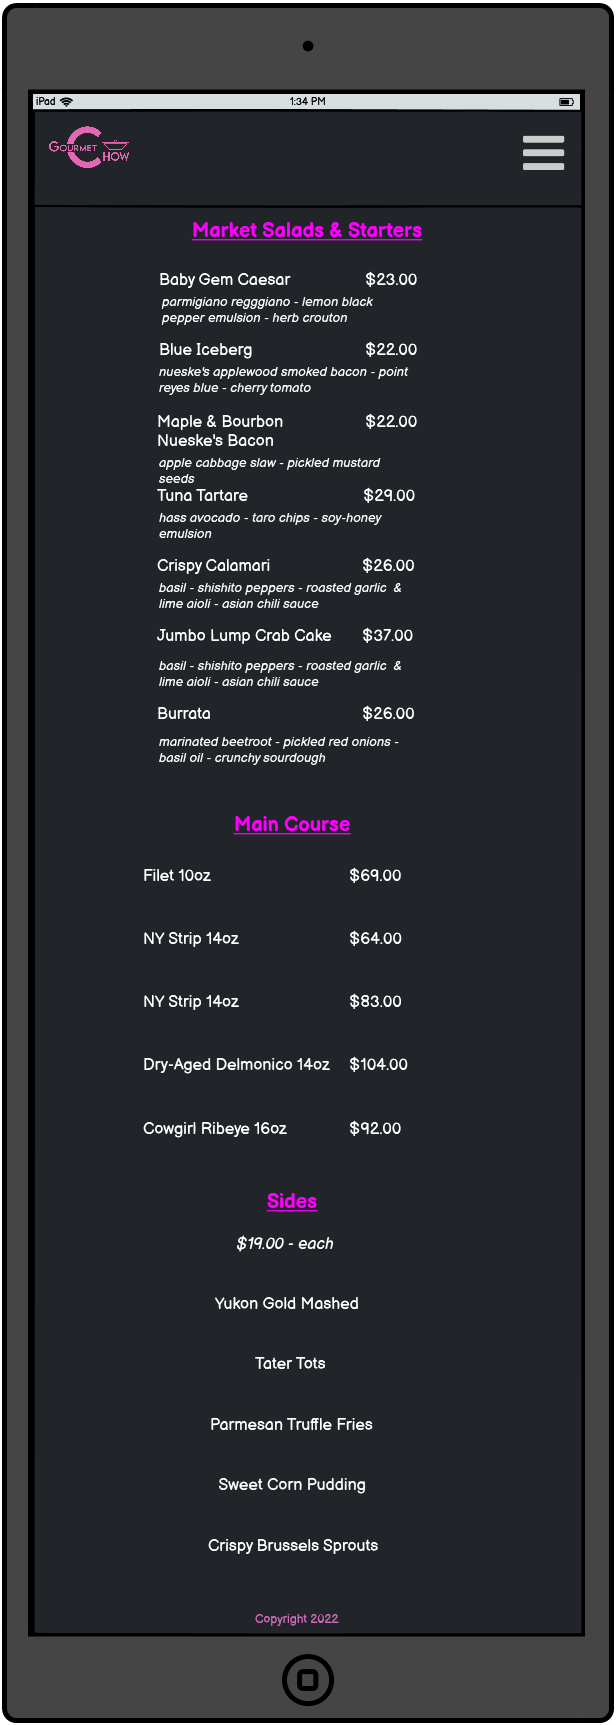 iPad 1:34 PM
GOURMET
CHOW
Market Salads & Starters
Baby Gem Caesar $23.00
parmigiano regggiano - lemon black
pepper emulsion - herb crouton
Blue Iceberg $22.00
nueske's applewood smoked bacon - point
reyes blue - cherry tomato
Maple & Bourbon $22.00
Nueske's Bacon
apple cabbage slaw - pickled mustard
seeds
Tuna Tartare $29.00
hass avocado - taro chips - soy-honey
emulsion
Crispy Calamari $26.00
basil - shishito peppers - roasted garlic &
lime aioli - asian chili sauce
Jumbo Lump Crab Cake $37.00
basil - shishito peppers - roasted garlic &
lime aioli - asian chili sauce
Burrata $26.00
marinated beetroot - pickled red onions -
basil oil - crunchy sourdough
Main Course
Filet 10oz $69.00
NY Strip 14oz $64.00
NY Strip 14oz $83.00
Dry-Aged Delmonico 14oz $104.00
Cowgirl Ribeye 16oz $92.00
Sides
$19.00 - each
Yukon Gold Mashed
Tater Tots
Parmesan Truffle Fries
Sweet Corn Pudding
Crispy Brussels Sprouts
Copyright 2022